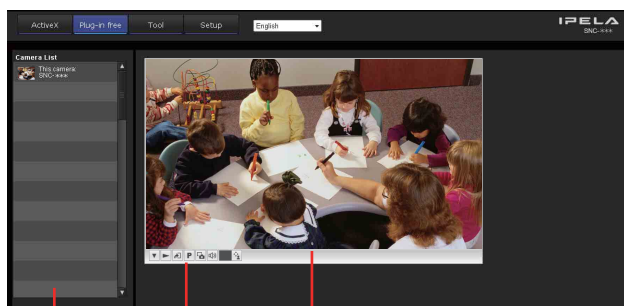 ActiveX
Plug-in free
Tool
Setup
English
IPELA
SNC-***
Camera List
This camera:
SNC-***
P